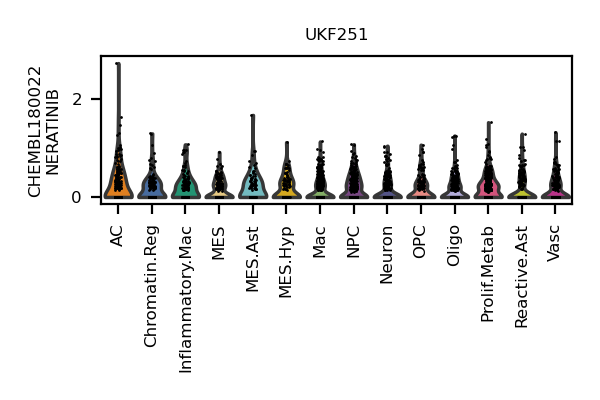 UKF251
CHEMBL180022
NERATINIB
2
0
AC
Chromatin.Reg
Inflammatory.Mac
MES
MES.Ast
MES.Hyp
Mac
NPC
Neuron
OPC
Oligo
Prolif.Metab
Reactive.Ast
Vasc